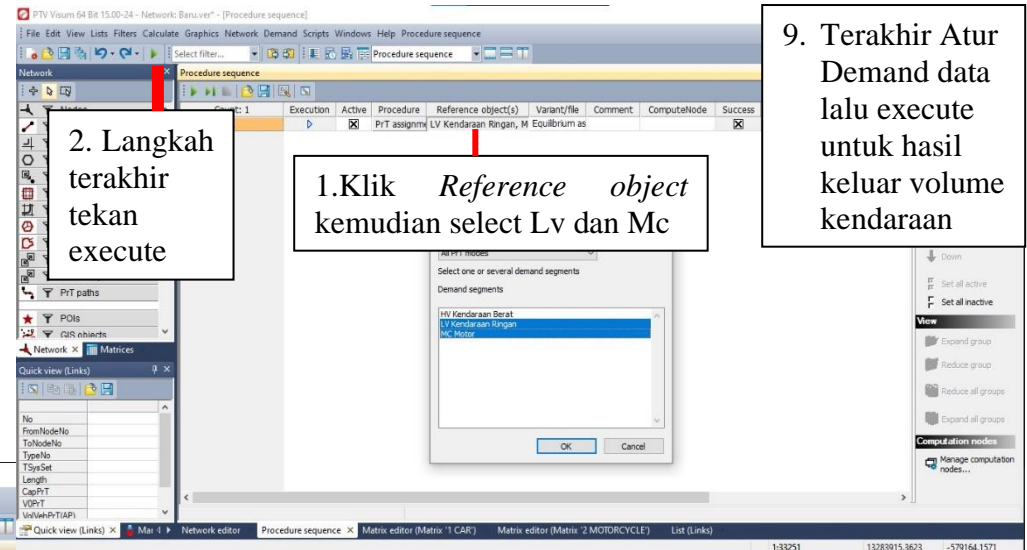 PTV Visum 64 Bit 15.00-24 - Network: Baru.ver* - [Procedure sequence]
File Edit View Lists Filters Calculate Graphics Network Demand Scripts Windows Help Procedure sequence
Select filter... Procedure sequence
Network
Procedure sequence
Count: 1 Execution Active Procedure Reference object(s) Variant/file Comment ComputeNode Success
PrT assignme LV Kendaraan Ringan, M Equilibrium as
2. Langkah
terakhir
tekan
execute
1.Klik Reference object
kemudian select Lv dan Mc
9. Terakhir Atur
Demand data
lalu execute
untuk hasil
keluar volume
kendaraan
All PrT modes
Select one or several demand segments
Demand segments
HV Kendaraan Berat
LV Kendaraan Ringan
MC Motor
OK Cancel
PrT paths
POIs
GIS objects
Network Matrices
Quick view (Links)
No
FromNodeNo
ToNodeNo
TypeNo
TSysSet
Length
CapPrT
V0PrT
VolVehPrT(AP)
Down
Set all active
Set all inactive
View
Expand group
Reduce group
Reduce all groups
Expand all groups
Computation nodes
Manage computation
nodes...
Quick view (Links) Mar Network editor Procedure sequence Matrix editor (Matrix '1 CAR') Matrix editor (Matrix '2 MOTORCYCLE') List (Links)
1:33251 13283915.3623 -579164.1571